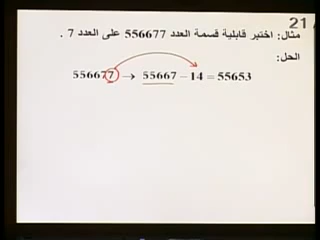 21
مثال: اختبر قابلية قسمة العدد 556677 على العدد 7 .
الحل:
556677 → 55667 − 14 = 55653